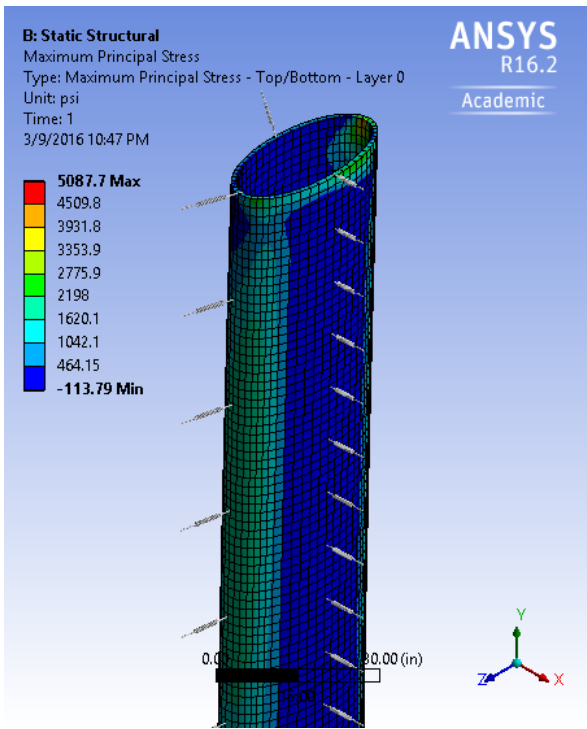 B: Static Structural
Maximum Principal Stress
Type: Maximum Principal Stress - Top/Bottom - Layer 0
Unit: psi
Time: 1
3/9/2016 10:47 PM
ANSYS
R16.2
Academic
5087.7 Max
4509.8
3931.8
3353.9
2775.9
2198
1620.1
1042.1
464.15
-113.79 Min
(in)
Y
Z
X